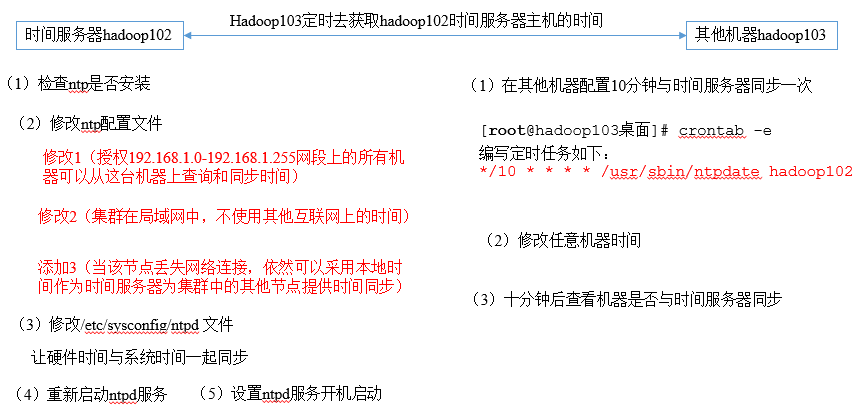 Hadoop103定时去获取hadoop102时间服务器主机的时间
时间服务器hadoop102
其他机器hadoop103
（1）检查ntp是否安装
（2）修改ntp配置文件
修改1（授权192.168.1.0-192.168.1.255网段上的所有机
器可以从这台机器上查询和同步时间）
修改2（集群在局域网中，不使用其他互联网上的时间）
添加3（当该节点丢失网络连接，依然可以采用本地时
间作为时间服务器为集群中的其他节点提供时间同步）
（3）修改/etc/sysconfig/ntpd 文件
让硬件时间与系统时间一起同步
（4）重新启动ntpd服务
（5）设置ntpd服务开机启动
（1）在其他机器配置10分钟与时间服务器同步一次
[root@hadoop103桌面]# crontab -e
编写定时任务如下：
*/10 * * * * /usr/sbin/ntpdate hadoop102
（2）修改任意机器时间
（3）十分钟后查看机器是否与时间服务器同步